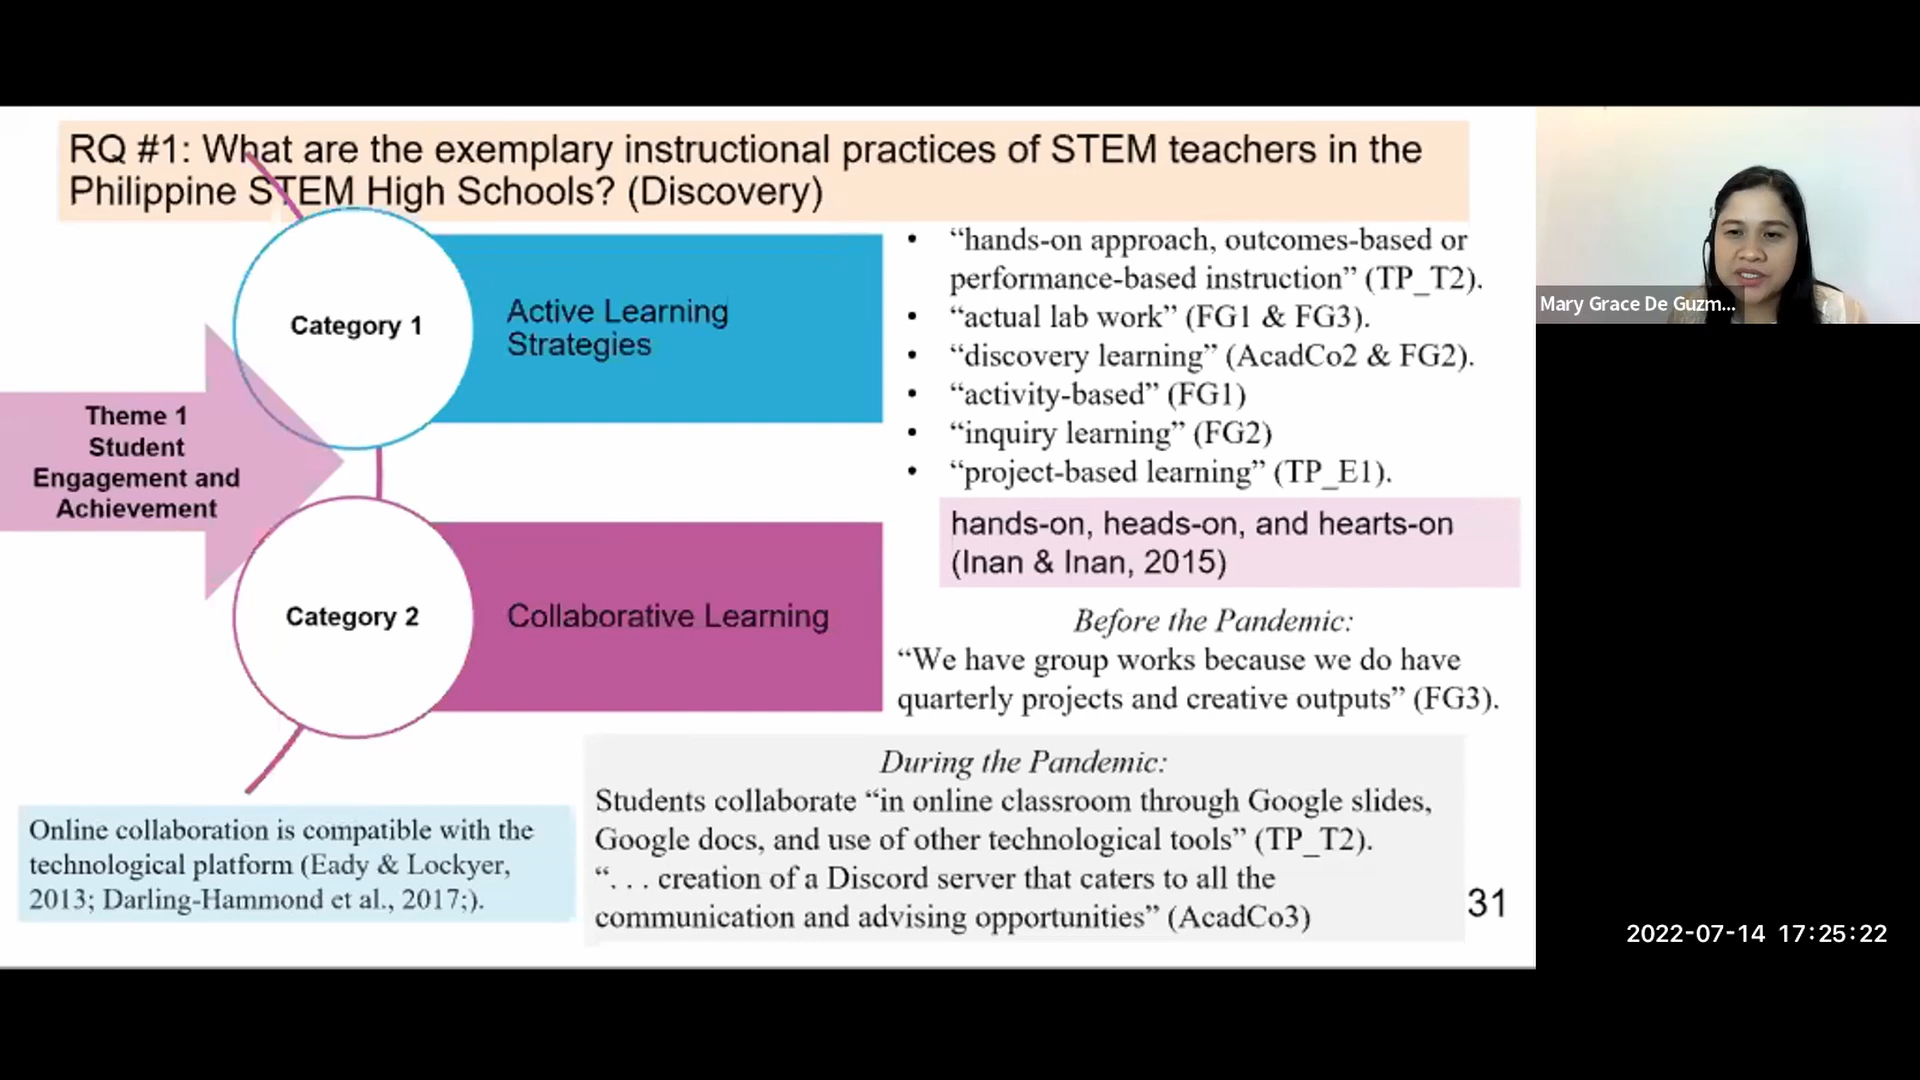 RQ #1: What are the exemplary instructional practices of STEM teachers in the
Philippine STEM High Schools? (Discovery)
Category 1
Active Learning
Strategies
Theme 1
Student
Engagement and
Achievement
Category 2
Collaborative Learning
• “hands-on approach, outcomes-based or
performance-based instruction” (TP_T2).
• “actual lab work” (FG1 & FG3).
• “discovery learning” (AcadCo2 & FG2).
• “activity-based” (FG1)
• “inquiry learning” (FG2)
• “project-based learning” (TP_E1).
hands-on, heads-on, and hearts-on
(Inan & Inan, 2015)
Before the Pandemic:
“We have group works because we do have
quarterly projects and creative outputs” (FG3).
During the Pandemic:
Students collaborate “in online classroom through Google slides,
Google docs, and use of other technological tools” (TP_T2).
“. . . creation of a Discord server that caters to all the
communication and advising opportunities” (AcadCo3)
Online collaboration is compatible with the
technological platform (Eady & Lockyer,
2013; Darling-Hammond et al., 2017;).
31
Mary Grace De Guzm...
2022-07-14 17:25:22